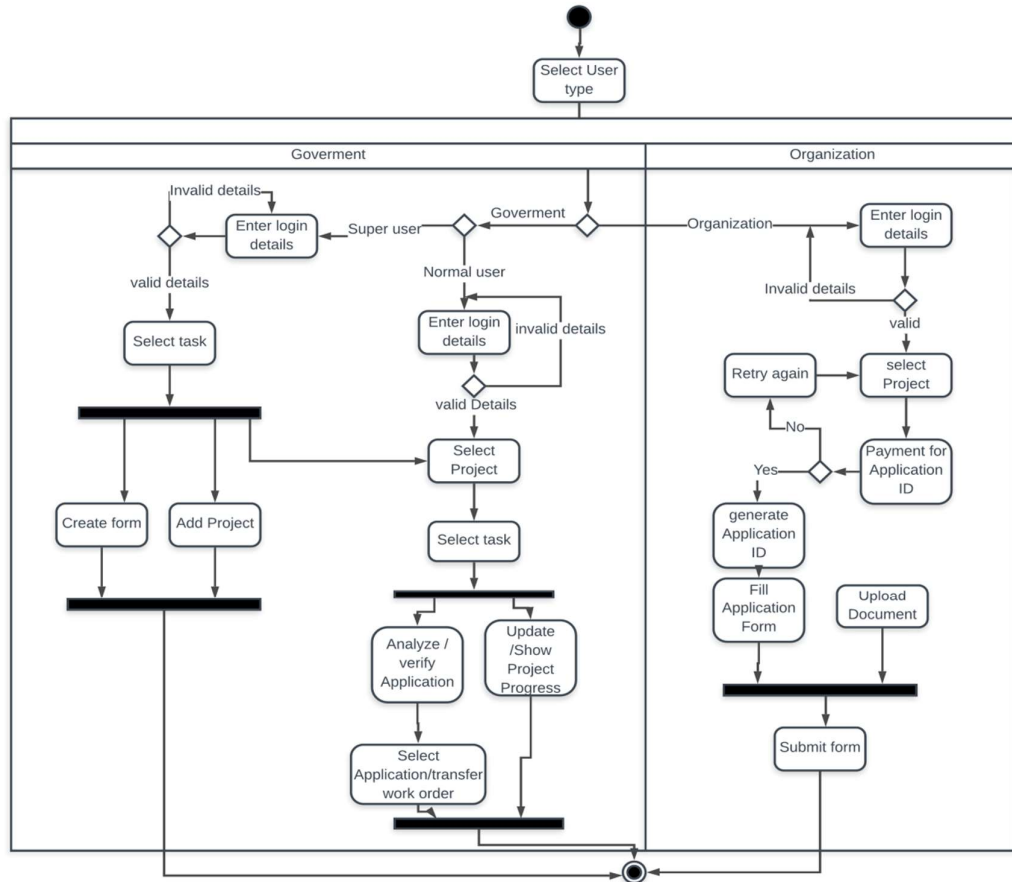 Select User
type
Goverment
Organization
Invalid details
Enter login
details
Super user
Goverment
Organization
Enter login
details
valid details
Normal user
Invalid details
Enter login
details
invalid details
valid
Select task
Retry again
select
Project
valid Details
No
Select
Project
Yes
Payment for
Application
ID
Create form
Add Project
Select task
generate
Application
ID
Fill
Application
Form
Upload
Document
Analyze /
verify
Application
Update
/Show
Project
Progress
Select
Application/transfer
work order
Submit form